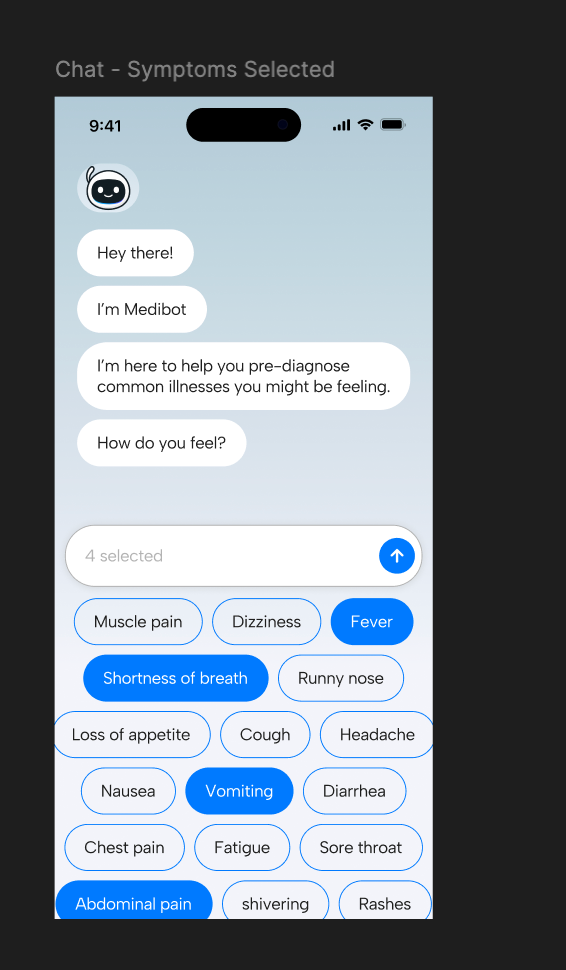 Chat - Symptoms Selected
9:41
Hey there!
I’m Medibot
I’m here to help you pre-diagnose
common illnesses you might be feeling.
How do you feel?
4 selected
Muscle pain
Dizziness
Fever
Shortness of breath
Runny nose
Loss of appetite
Cough
Headache
Nausea
Vomiting
Diarrhea
Chest pain
Fatigue
Sore throat
Abdominal pain
shivering
Rashes